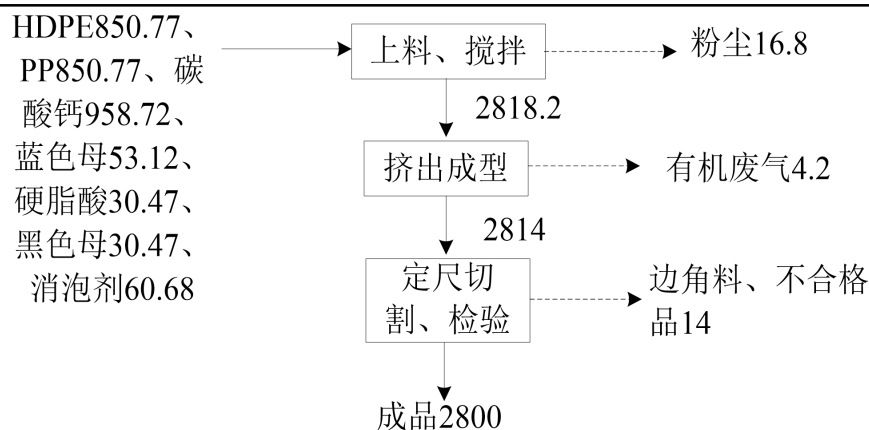 HDPE850.77、
PP850.77、碳
酸钙958.72、
蓝色母53.12、
硬脂酸30.47、
黑色母30.47、
消泡剂60.68
上料、搅拌
粉尘16.8
2818.2
挤出成型
有机废气4.2
2814
定尺切
割、检验
边角料、不合格
品14
成品2800